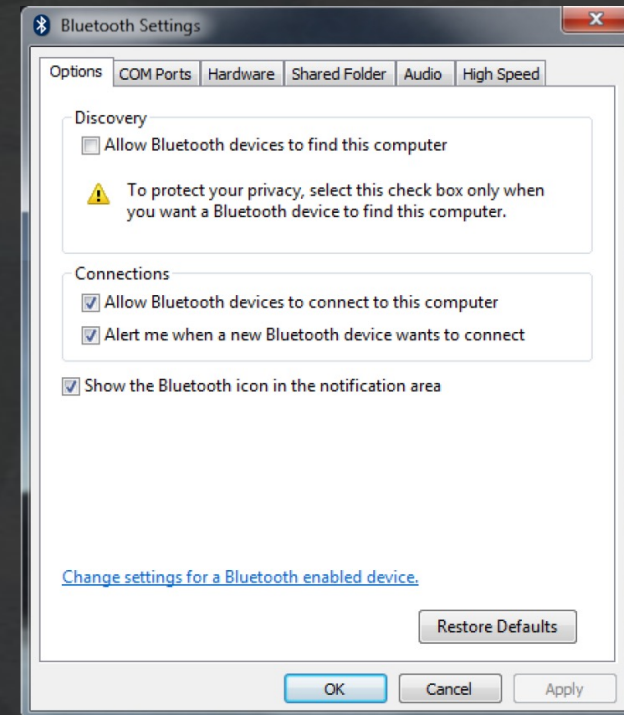 Bluetooth Settings
Options COM Ports Hardware Shared Folder Audio High Speed
Discovery
Allow Bluetooth devices to find this computer
To protect your privacy, select this check box only when
you want a Bluetooth device to find this computer.
Connections
Allow Bluetooth devices to connect to this computer
Alert me when a new Bluetooth device wants to connect
Show the Bluetooth icon in the notification area
Change settings for a Bluetooth enabled device.
Restore Defaults
OK Cancel Apply